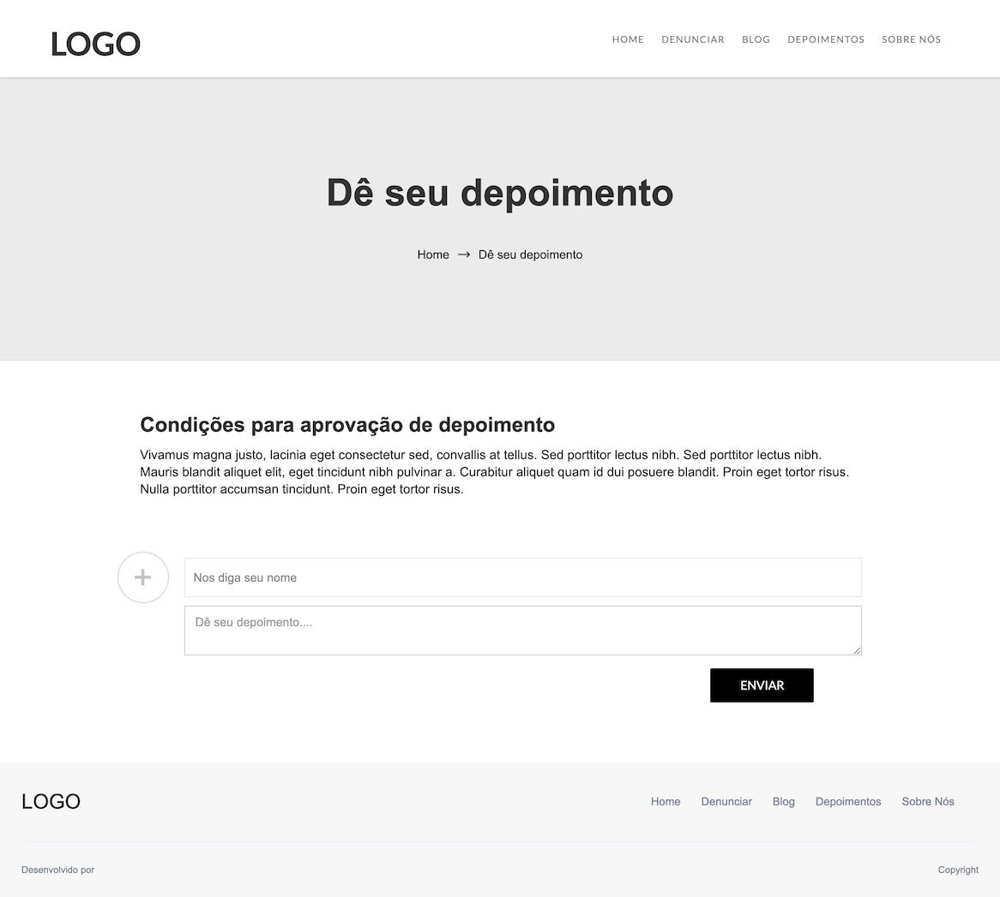 LOGO
HOME DENUNCIAR BLOG DEPOIMENTOS SOBRE NÓS
Dê seu depoimento
Home → Dê seu depoimento
Condições para aprovação de depoimento
Vivamus magna justo, lacinia eget consectetur sed, convallis at tellus. Sed porttitor lectus nibh. Sed porttitor lectus nibh.
Mauris blandit aliquet elit, eget tincidunt nibh pulvinar a. Curabitur aliquet quam id dui posuere blandit. Proin eget tortor risus.
Nulla porttitor accumsan tincidunt. Proin eget tortor risus.
Nos diga seu nome
Dê seu depoimento....
ENVIAR
LOGO
Home Denunciar Blog Depoimentos Sobre Nós
Desenvolvido por
Copyright